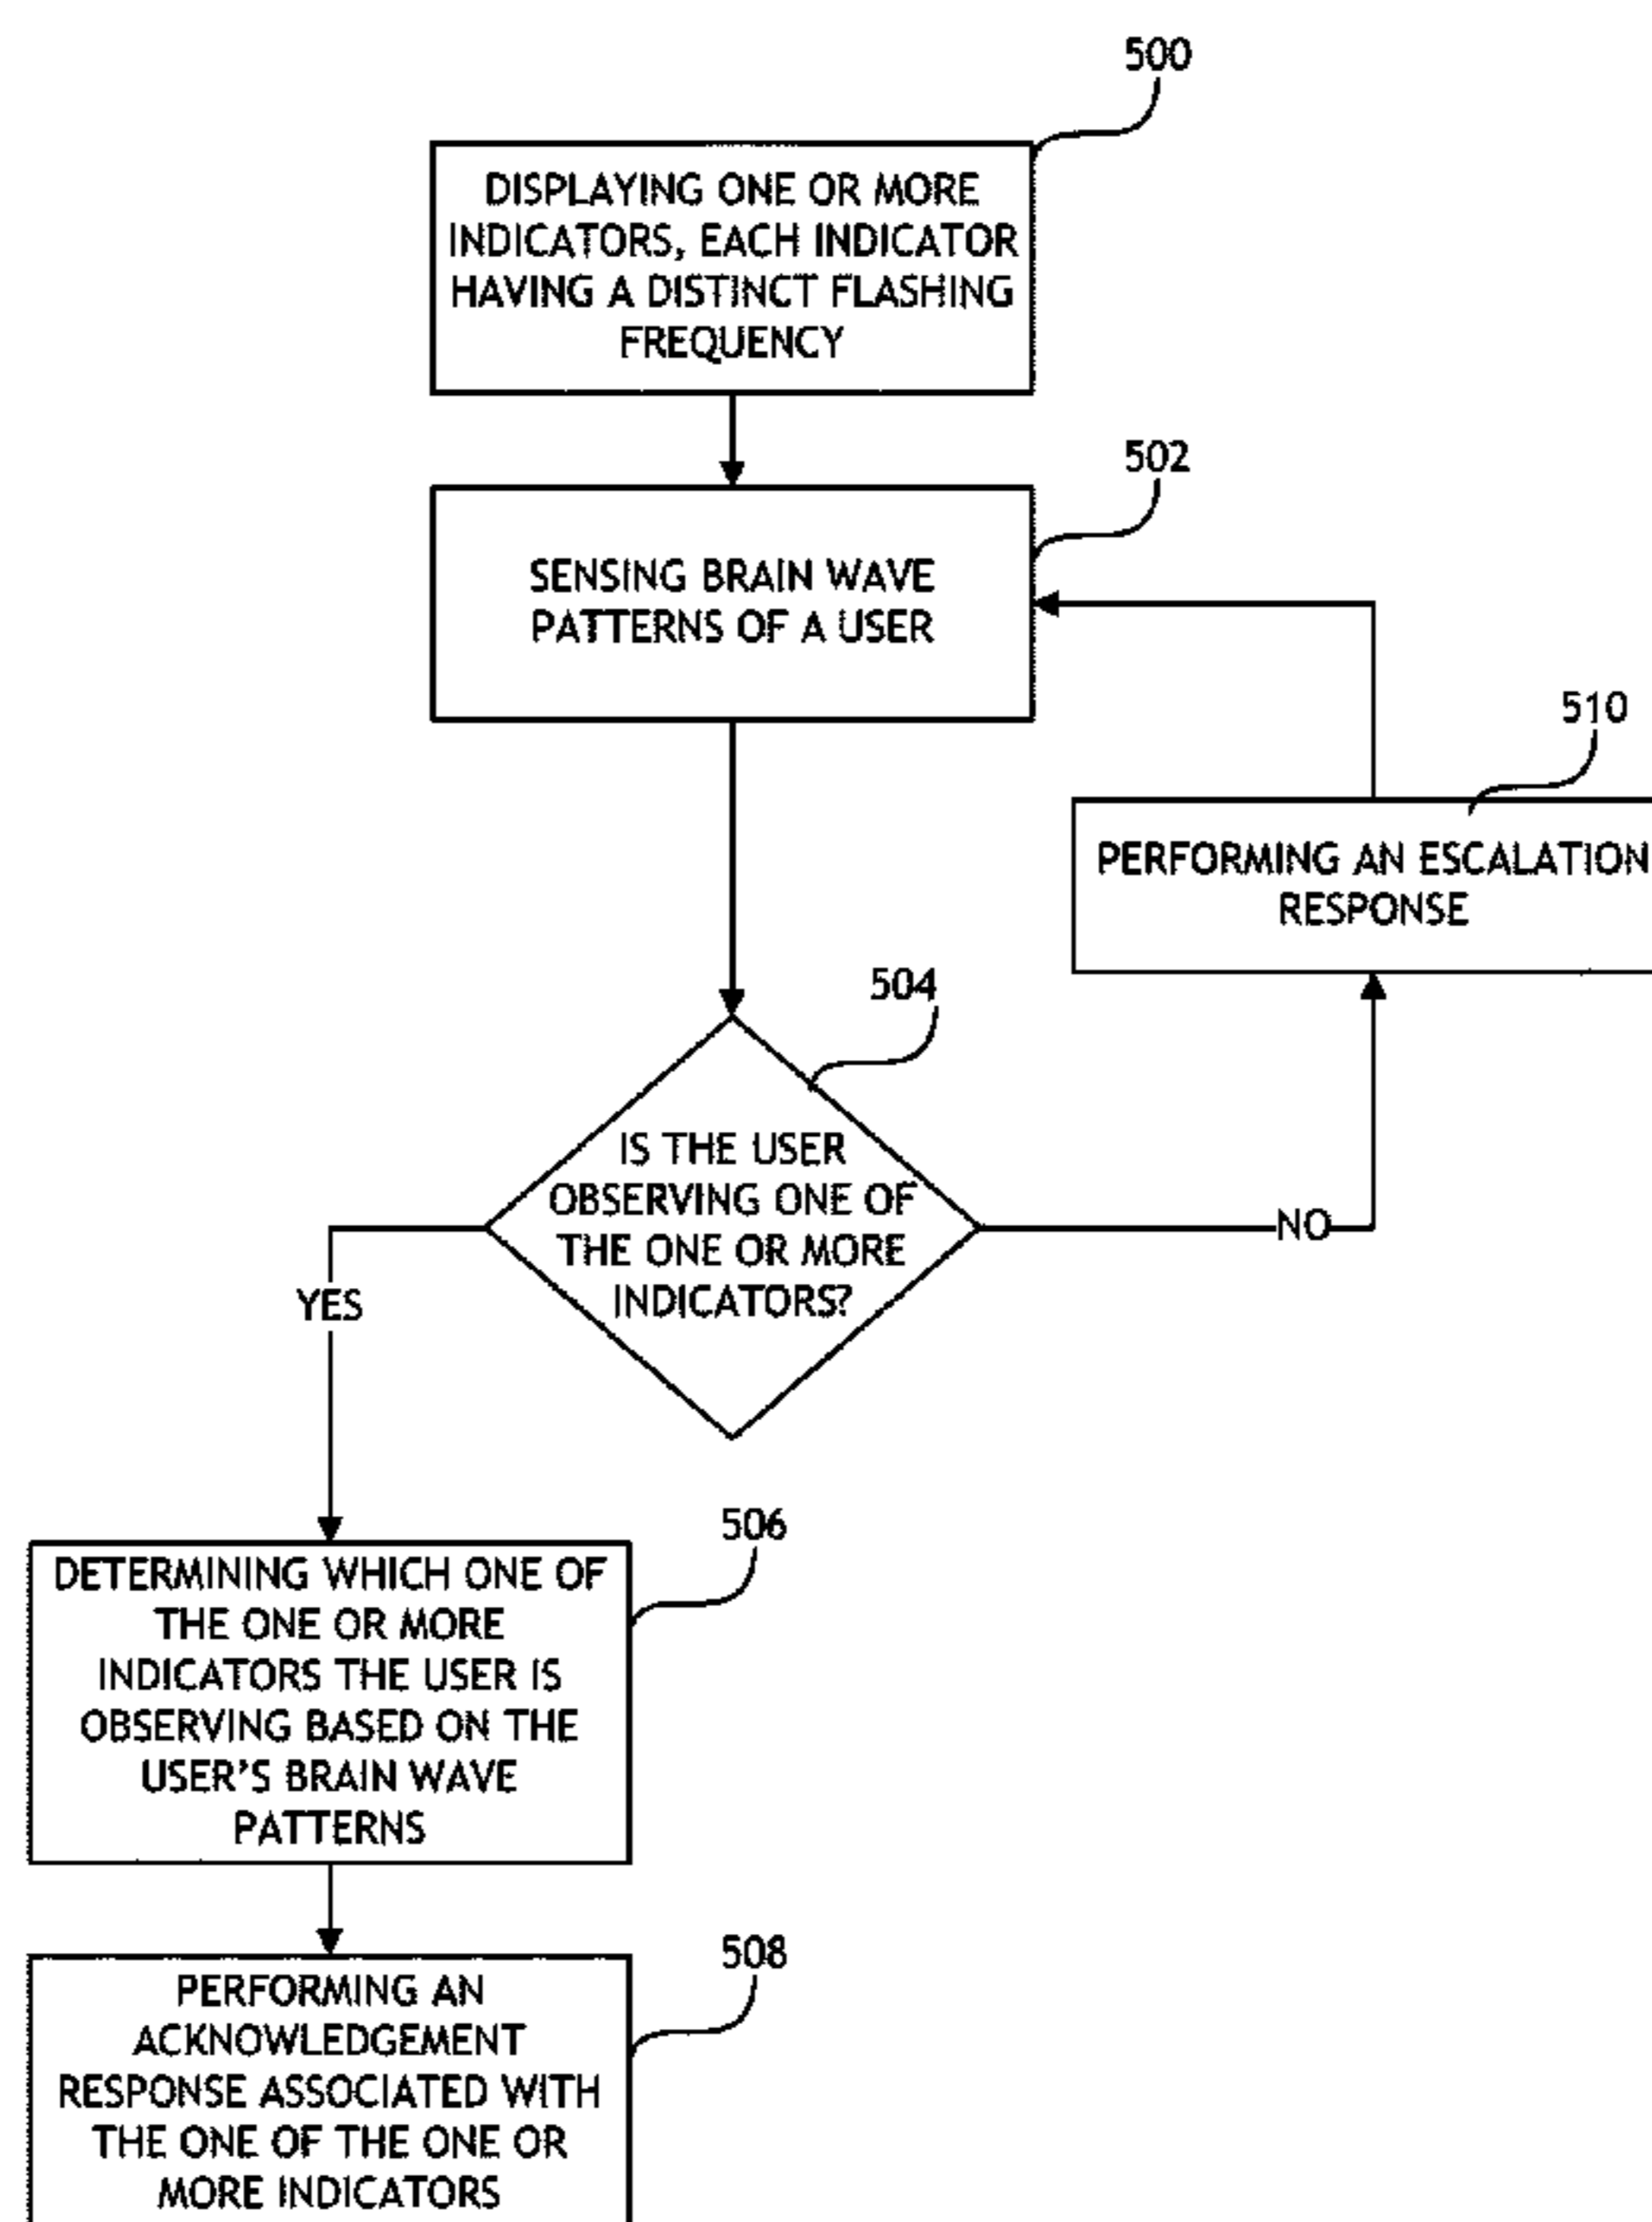 500
DISPLAYING ONE OR MORE
INDICATORS, EACH INDICATOR
HAVING A DISTINCT FLASHING
FREQUENCY
502
SENSING BRAIN WAVE
PATTERNS OF A USER
510
PERFORMING AN ESCALATION
RESPONSE
504
IS THE USER
OBSERVING ONE OF
THE ONE OR MORE
INDICATORS?
NO
YES
506
DETERMINING WHICH ONE OF
THE ONE OR MORE
INDICATORS THE USER IS
OBSERVING BASED ON THE
USER'S BRAIN WAVE
PATTERNS
508
PERFORMING AN
ACKNOWLEDGEMENT
RESPONSE ASSOCIATED WITH
THE ONE OF THE ONE OR
MORE INDICATORS